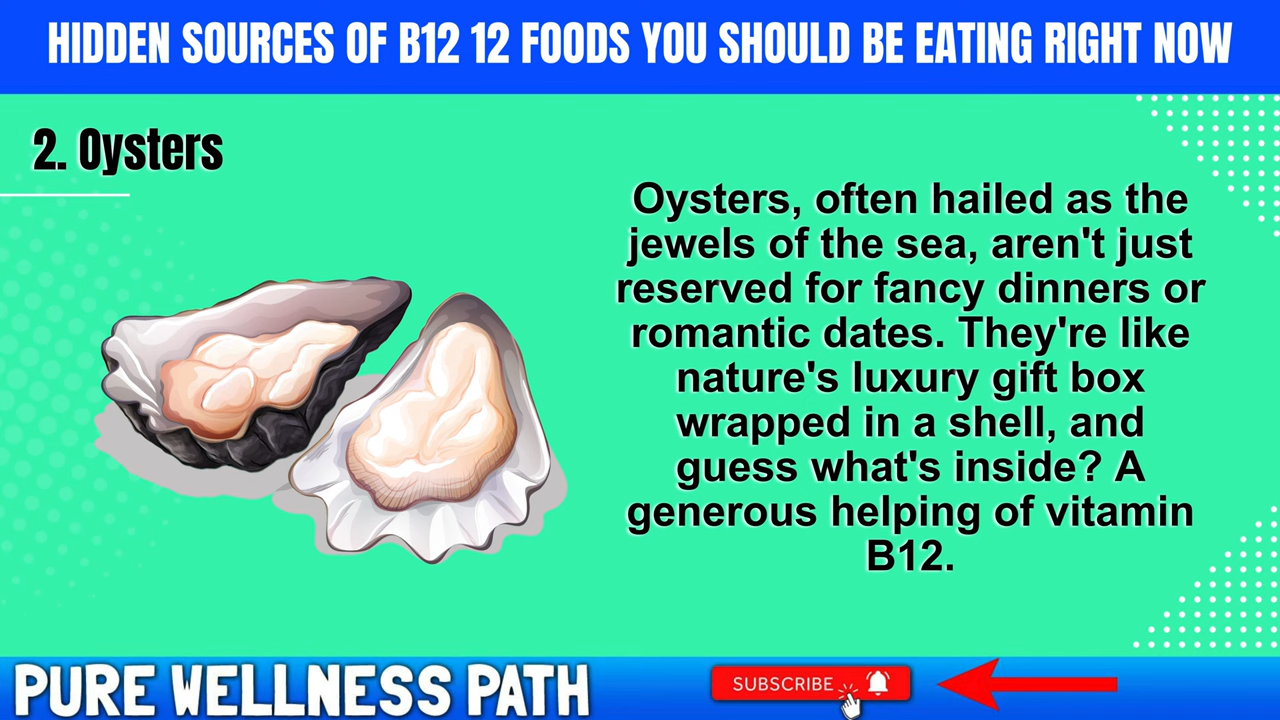 HIDDEN SOURCES OF B12 12 FOODS YOU SHOULD BE EATING RIGHT NOW
2. Oysters
Oysters, often hailed as the
jewels of the sea, aren't just
reserved for fancy dinners or
romantic dates. They're like
nature's luxury gift box
wrapped in a shell, and
guess what's inside? A
generous helping of vitamin
B12.
PURE WELLNESS PATH
SUBSCRIBE